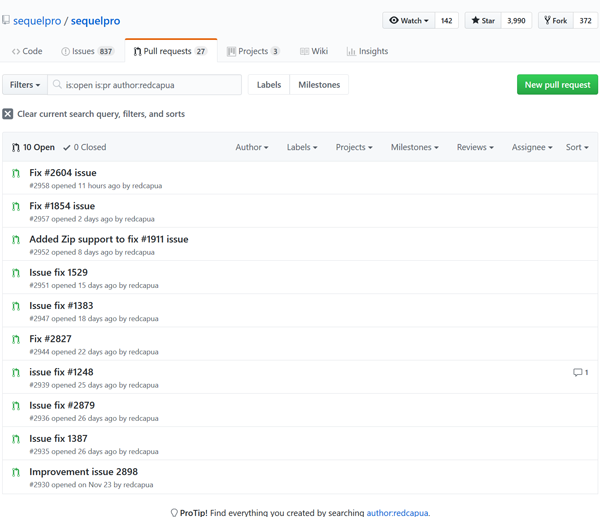 sequelpro / sequelpro
Watch 142 Star 3,990 Fork 372
Code Issues 837 Pull requests 27 Projects 3 Wiki Insights
Filters is:open is:pr author:redcapua Labels Milestones New pull request
Clear current search query, filters, and sorts
10 Open 0 Closed Author Labels Projects Milestones Reviews Assignee Sort
Fix #2604 issue
#2958 opened 11 hours ago by redcapua
Fix #1854 issue
#2957 opened 2 days ago by redcapua
Added Zip support to fix #1911 issue
#2952 opened 8 days ago by redcapua
Issue fix 1529
#2951 opened 15 days ago by redcapua
Issue fix #1383
#2947 opened 18 days ago by redcapua
Fix #2827
#2944 opened 22 days ago by redcapua
issue fix #1248 1
#2939 opened 25 days ago by redcapua
Issue fix #2879
#2936 opened 26 days ago by redcapua
Issue fix 1387
#2935 opened 26 days ago by redcapua
Improvement issue 2898
#2930 opened on Nov 23 by redcapua
ProTip! Find everything you created by searching author:redcapua.